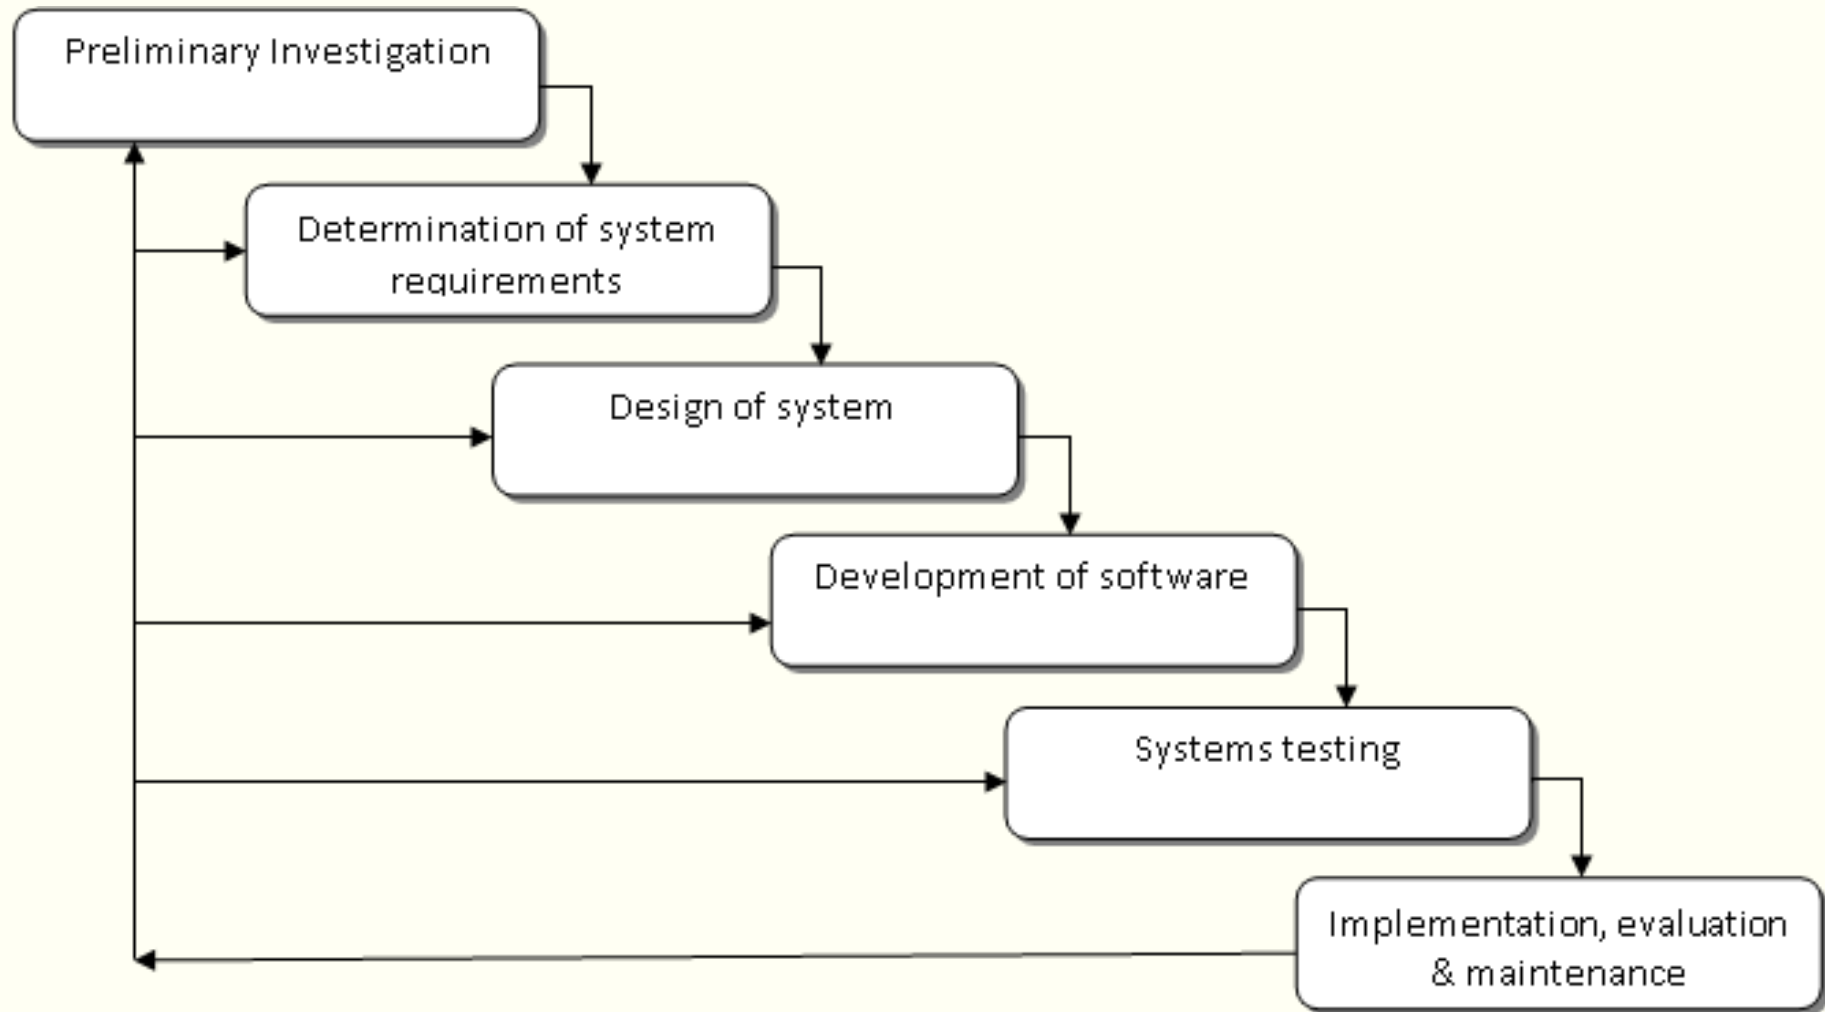 Preliminary Investigation
Determination of system
requirements
Design of system
Development of software
Systems testing
Implementation, evaluation
& maintenance